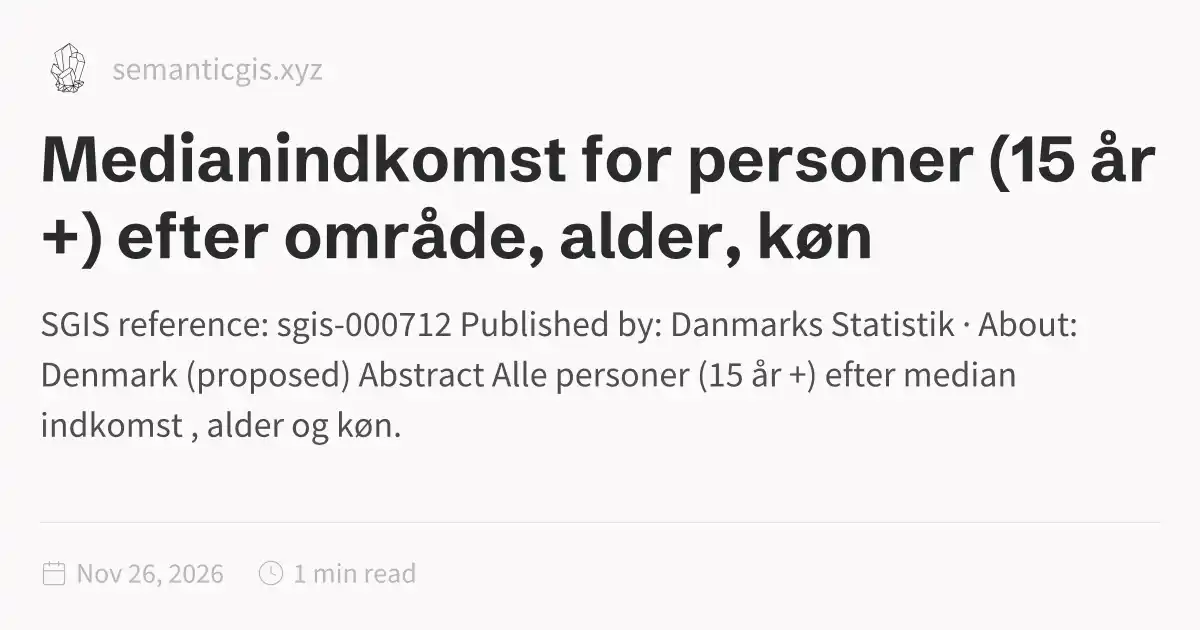 semanticgis.xyz
Medianindkomst for personer (15 år
+) efter område, alder, køn
SGIS reference: sgis-000712 Published by: Danmarks Statistik · About:
Denmark (proposed) Abstract Alle personer (15 år +) efter median
indkomst , alder og køn.
Nov 26, 2026 1 min read